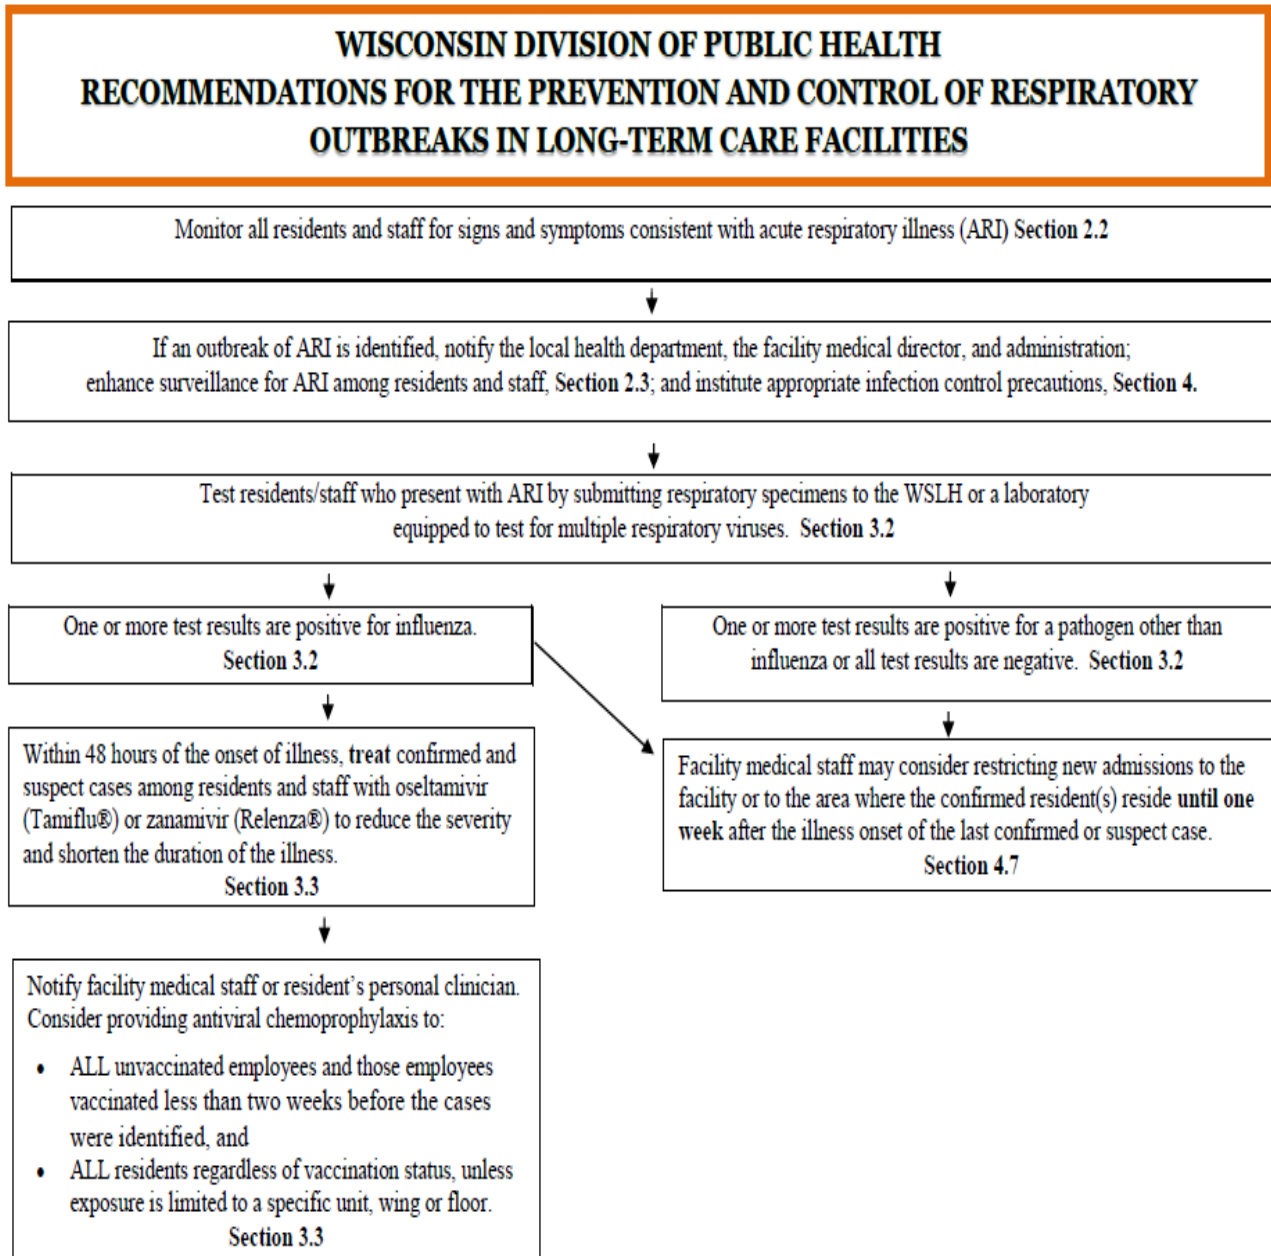 WISCONSIN DIVISION OF PUBLIC HEALTH
RECOMMENDATIONS FOR THE PREVENTION AND CONTROL OF RESPIRATORY
OUTBREAKS IN LONG-TERM CARE FACILITIES
Monitor all residents and staff for signs and symptoms consistent with acute respiratory illness (ARI) Section 2.2
If an outbreak of ARI is identified, notify the local health department, the facility medical director, and administration;
enhance surveillance for ARI among residents and staff, Section 2.3; and institute appropriate infection control precautions, Section 4.
Test residents/staff who present with ARI by submitting respiratory specimens to the WSLH or a laboratory
equipped to test for multiple respiratory viruses. Section 3.2
One or more test results are positive for influenza.
Section 3.2
One or more test results are positive for a pathogen other than
influenza or all test results are negative. Section 3.2
Within 48 hours of the onset of illness, treat confirmed and
suspect cases among residents and staff with oseltamivir
(Tamiflu®) or zanamivir (Relenza®) to reduce the severity
and shorten the duration of the illness.
Section 3.3
Facility medical staff may consider restricting new admissions to the
facility or to the area where the confirmed resident(s) reside until one
week after the illness onset of the last confirmed or suspect case.
Section 4.7
Notify facility medical staff or resident's personal clinician.
Consider providing antiviral chemoprophylaxis to:
• ALL unvaccinated employees and those employees
vaccinated less than two weeks before the cases
were identified, and
• ALL residents regardless of vaccination status, unless
exposure is limited to a specific unit, wing or floor.
Section 3.3